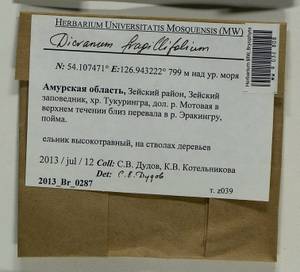 HERBARIUM UNIVERSITATIS MOSQUENSIS (MW)
Dicranum fragilifolium
N: 54.107471° E:126.943222° 799 м над ур. моря
Амурская область, Зейский район, Зейский
заповедник, хр. Тукурингра, дол. р. Мотовая в
верхнем течении близ перевала в р. Эракингру,
пойма.
ельник высокотравный, на стволах деревьев
2013 / jul / 12 Coll: С.В. Дудов, К.В. Котельникова
2013_Br_0287 Det: С.В.Дудов
т. z039